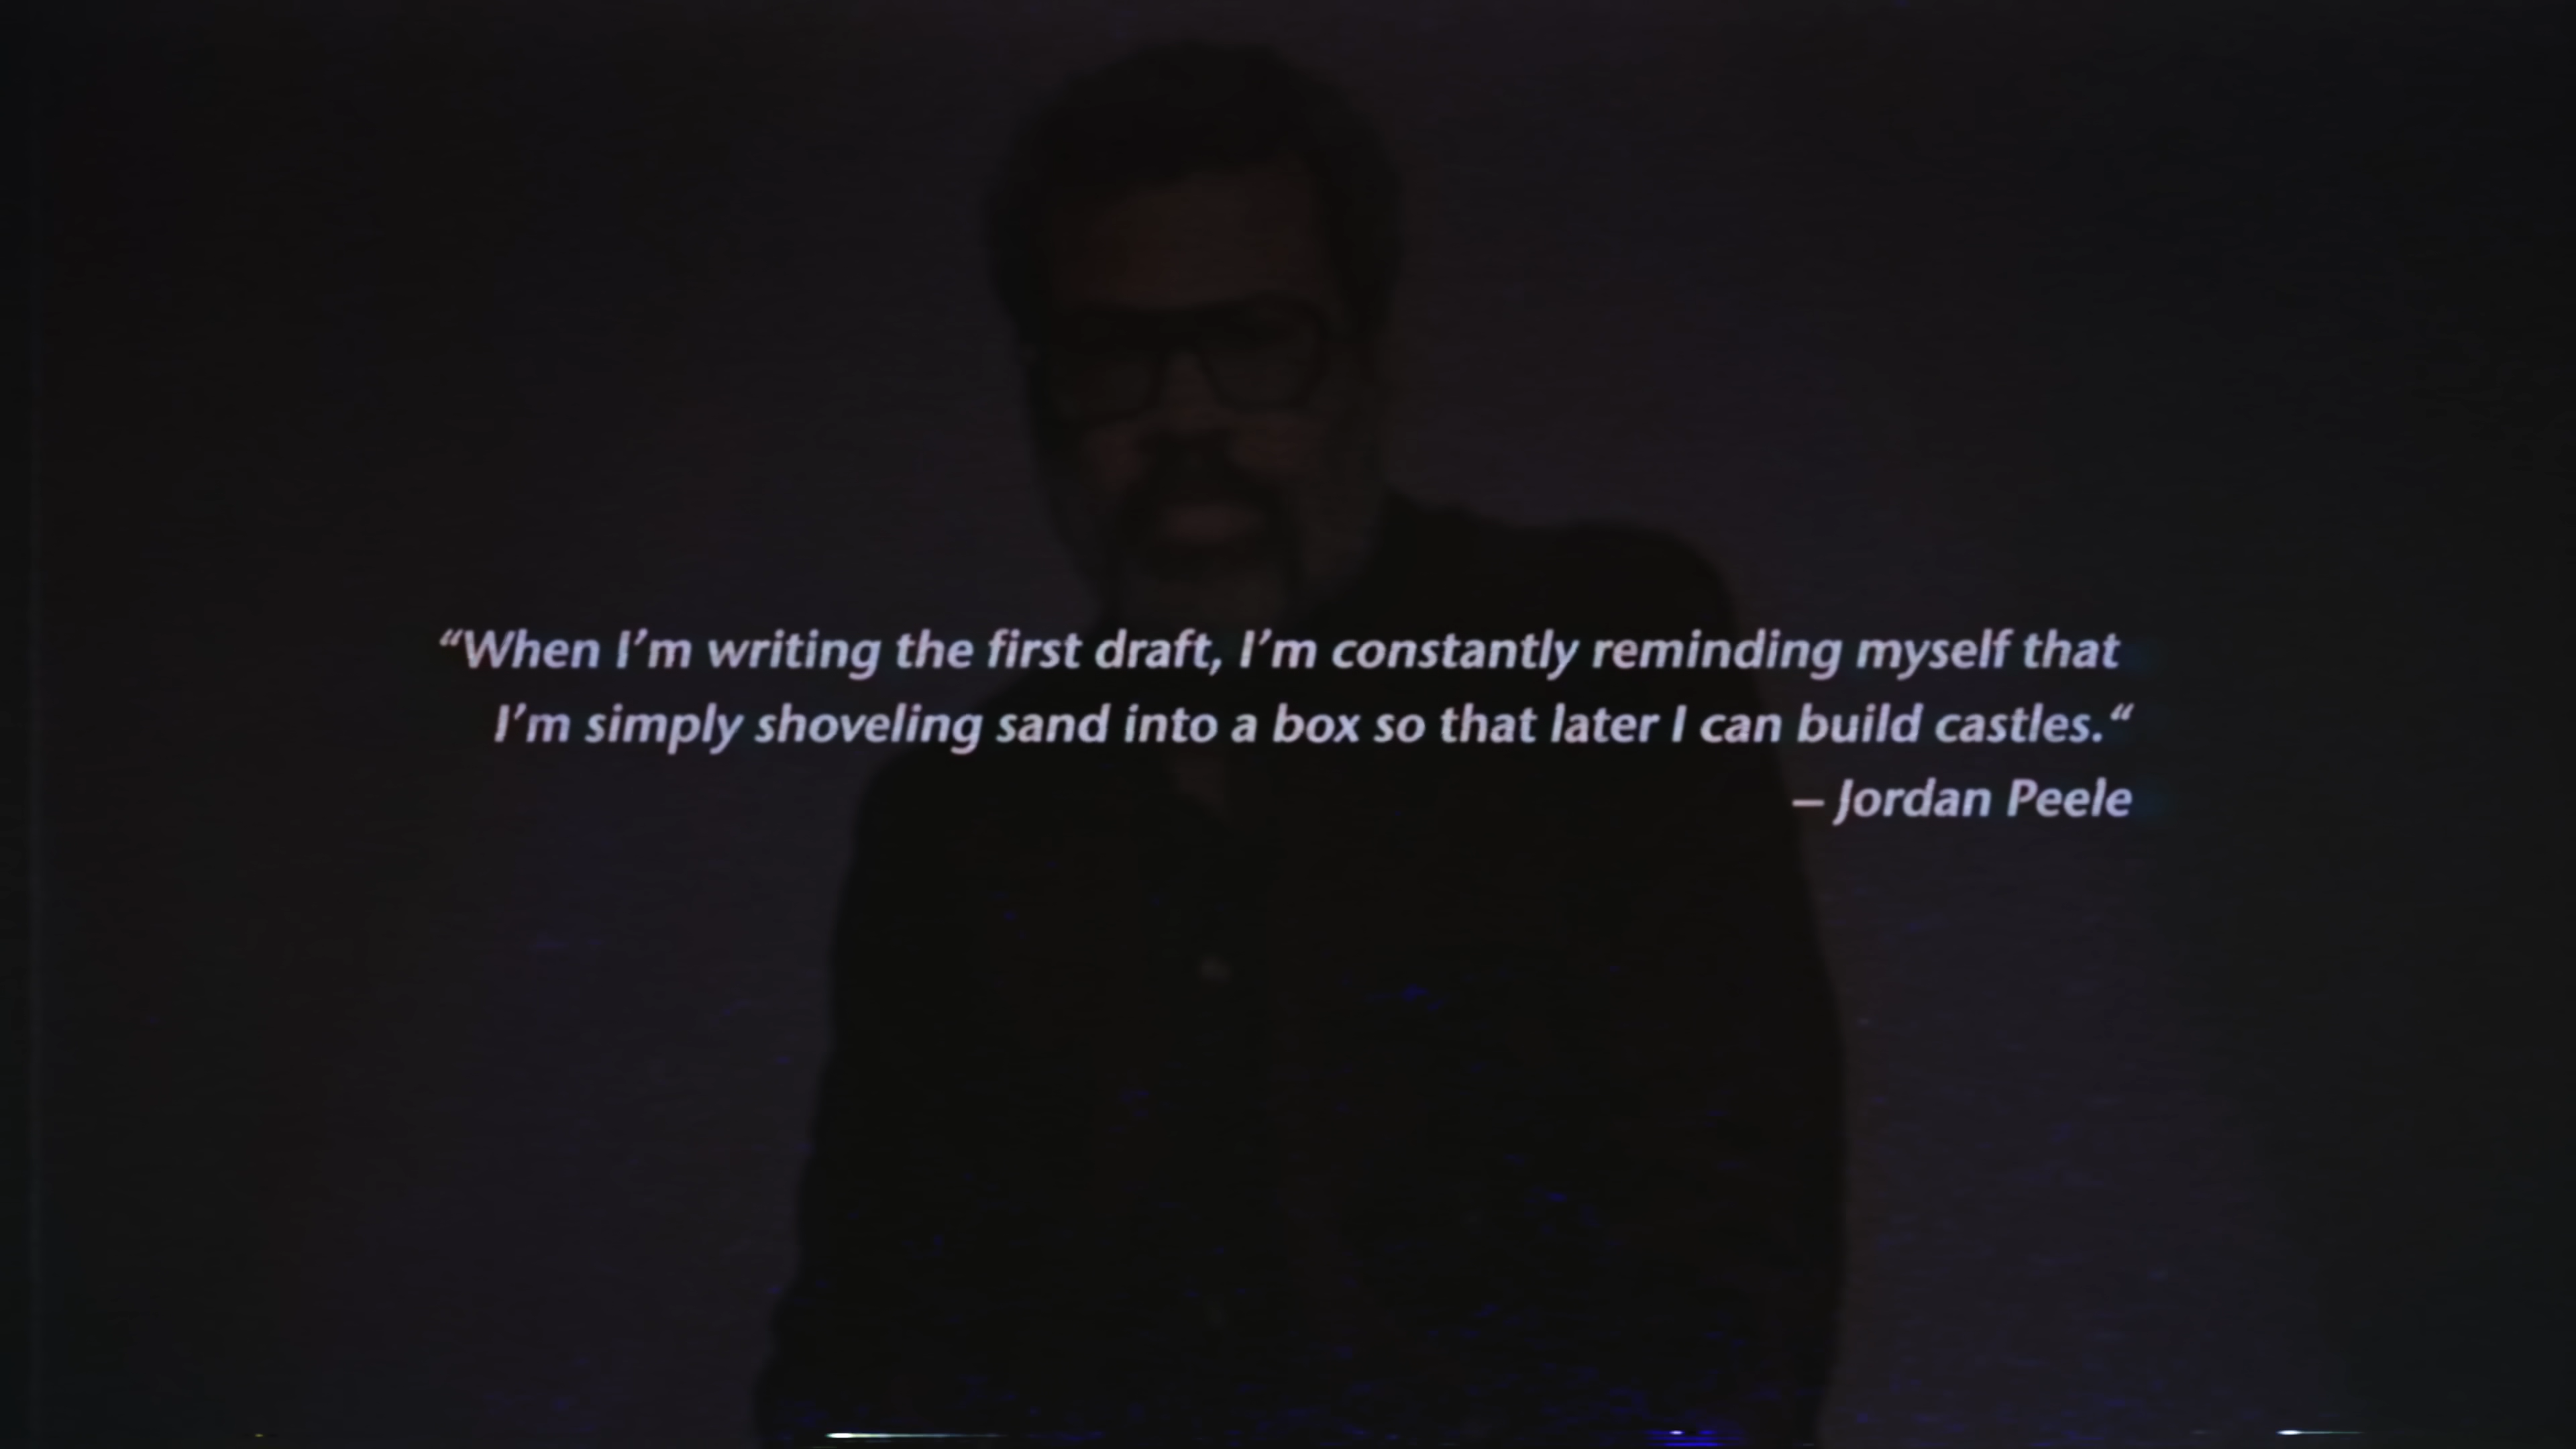 “When I’m writing the first draft, I’m constantly reminding myself that
I’m simply shoveling sand into a box so that later I can build castles.“
– Jordan Peele